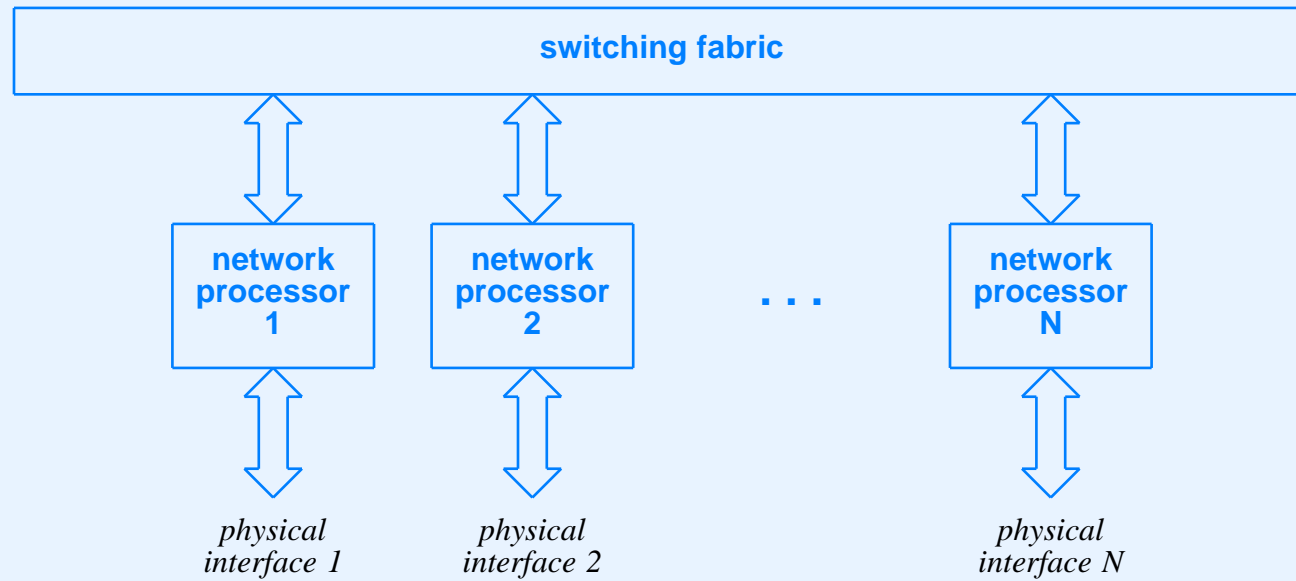 switching fabric
network
processor
1
network
processor
2
. . .
network
processor
N
physical
interface 1
physical
interface 2
physical
interface N